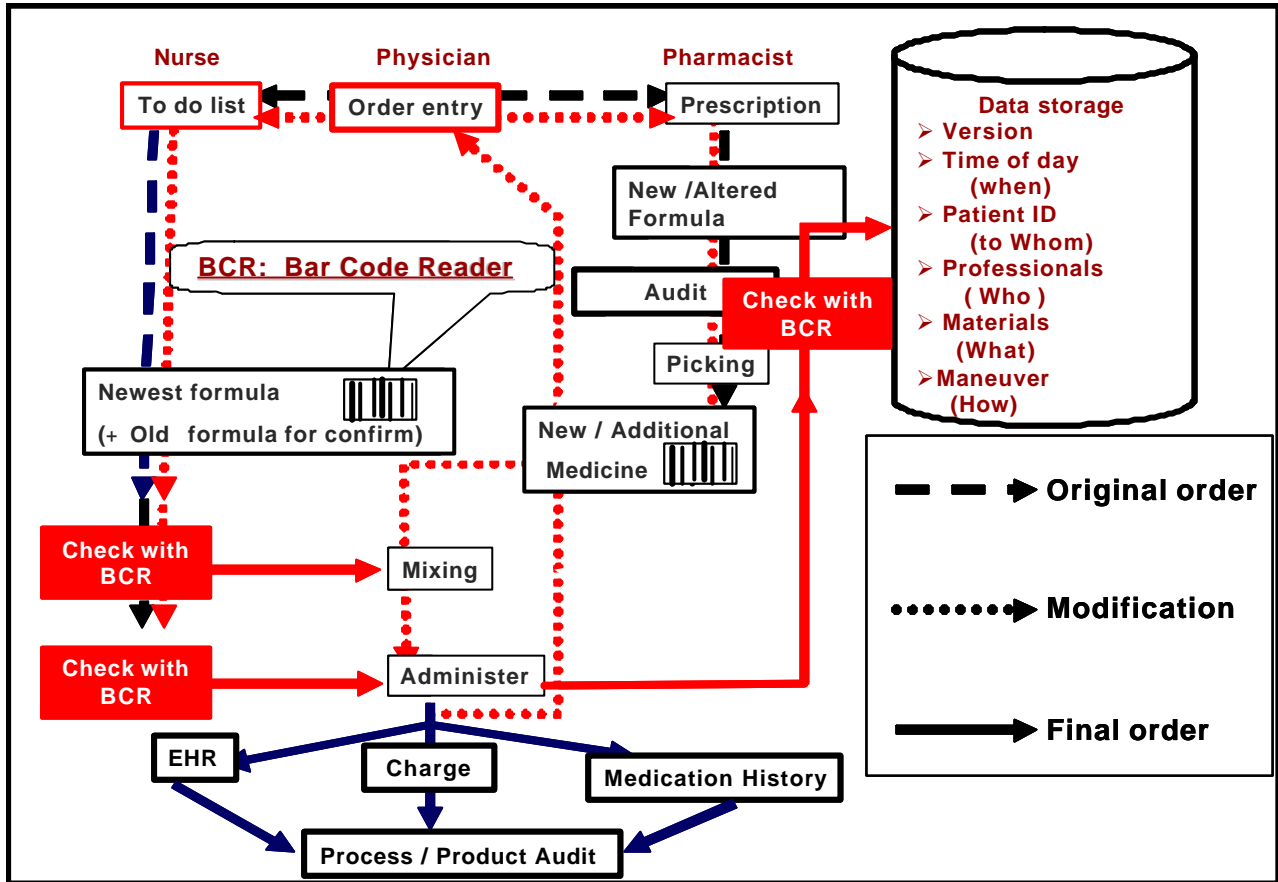 Nurse
Physician
Pharmacist
To do list
Order entry
Prescription
New /Altered
Formula
BCR: Bar Code Reader
Audit
Check with
BCR
Picking
Newest formula
(+ Old formula for confirm)
New / Additional
Medicine
Check with
BCR
Mixing
Check with
BCR
Administer
EHR
Charge
Medication History
Process / Product Audit
Data storage
➢ Version
➢ Time of day
(when)
➢ Patient ID
(to Whom)
➢ Professionals
( Who )
➢ Materials
(What)
➢ Maneuver
(How)
Original order
Modification
Final order